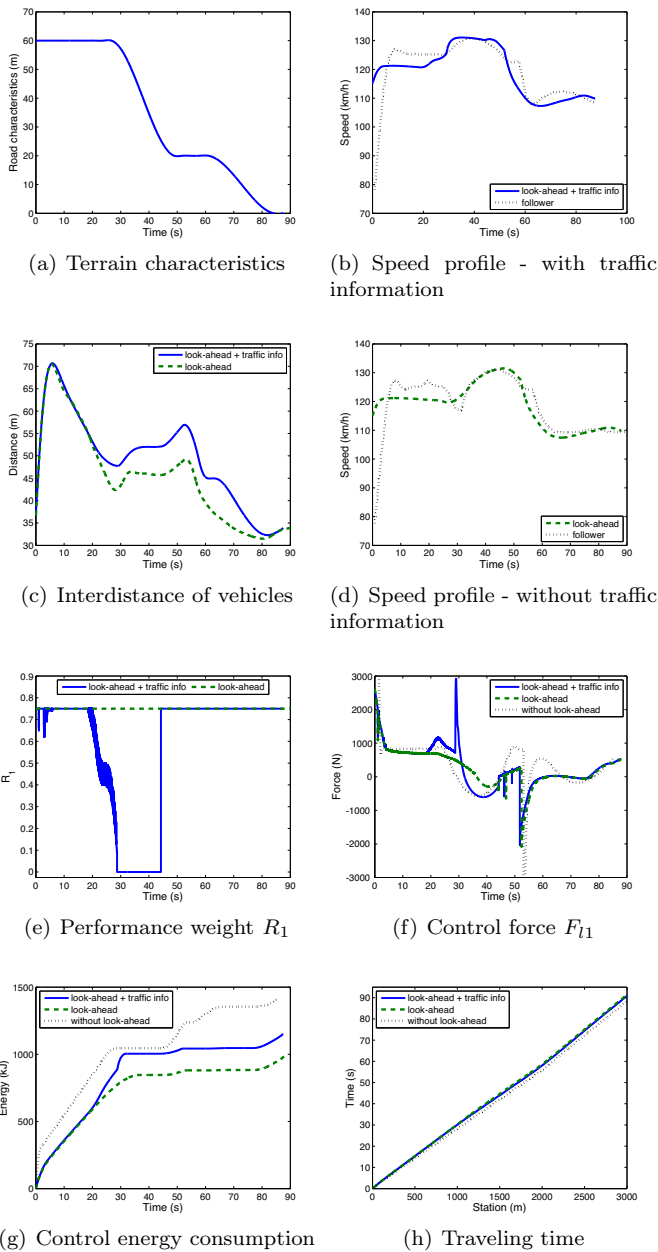 60
50
40
30
20
10
0
Road characteristics (m)
0 10 20 30 40 50 60 70 80 90
Time (s)
(a) Terrain characteristics
140
130
120
110
100
90
80
70
Speed (km/h)
look-ahead + traffic info
follower
0 20 40 60 80 100
Time (s)
(b) Speed profile - with traffic
information
75
70
65
60
55
50
45
40
35
30
Distance (m)
look-ahead + traffic info
look-ahead
0 10 20 30 40 50 60 70 80 90
Time (s)
(c) Interdistance of vehicles
140
130
120
110
100
90
80
70
Speed (km/h)
look-ahead
follower
0 10 20 30 40 50 60 70 80 90
Time (s)
(d) Speed profile - without traffic
information
0.9
0.8
0.7
0.6
0.5
0.4
0.3
0.2
0.1
0
R1
look-ahead + traffic info look-ahead
0 10 20 30 40 50 60 70 80 90
Time (s)
(e) Performance weight R1
3000
2000
1000
0
-1000
-2000
-3000
Force (N)
look-ahead + traffic info
look-ahead
without look-ahead
0 10 20 30 40 50 60 70 80 90
Time (s)
(f) Control force Fl1
1500
1000
500
0
Energy (kJ)
look-ahead + traffic info
look-ahead
without look-ahead
0 10 20 30 40 50 60 70 80 90
Time (s)
(g) Control energy consumption
90
80
70
60
50
40
30
20
10
0
Time (s)
look-ahead + traffic info
look-ahead
without look-ahead
0 500 1000 1500 2000 2500 3000
Station (m)
(h) Traveling time